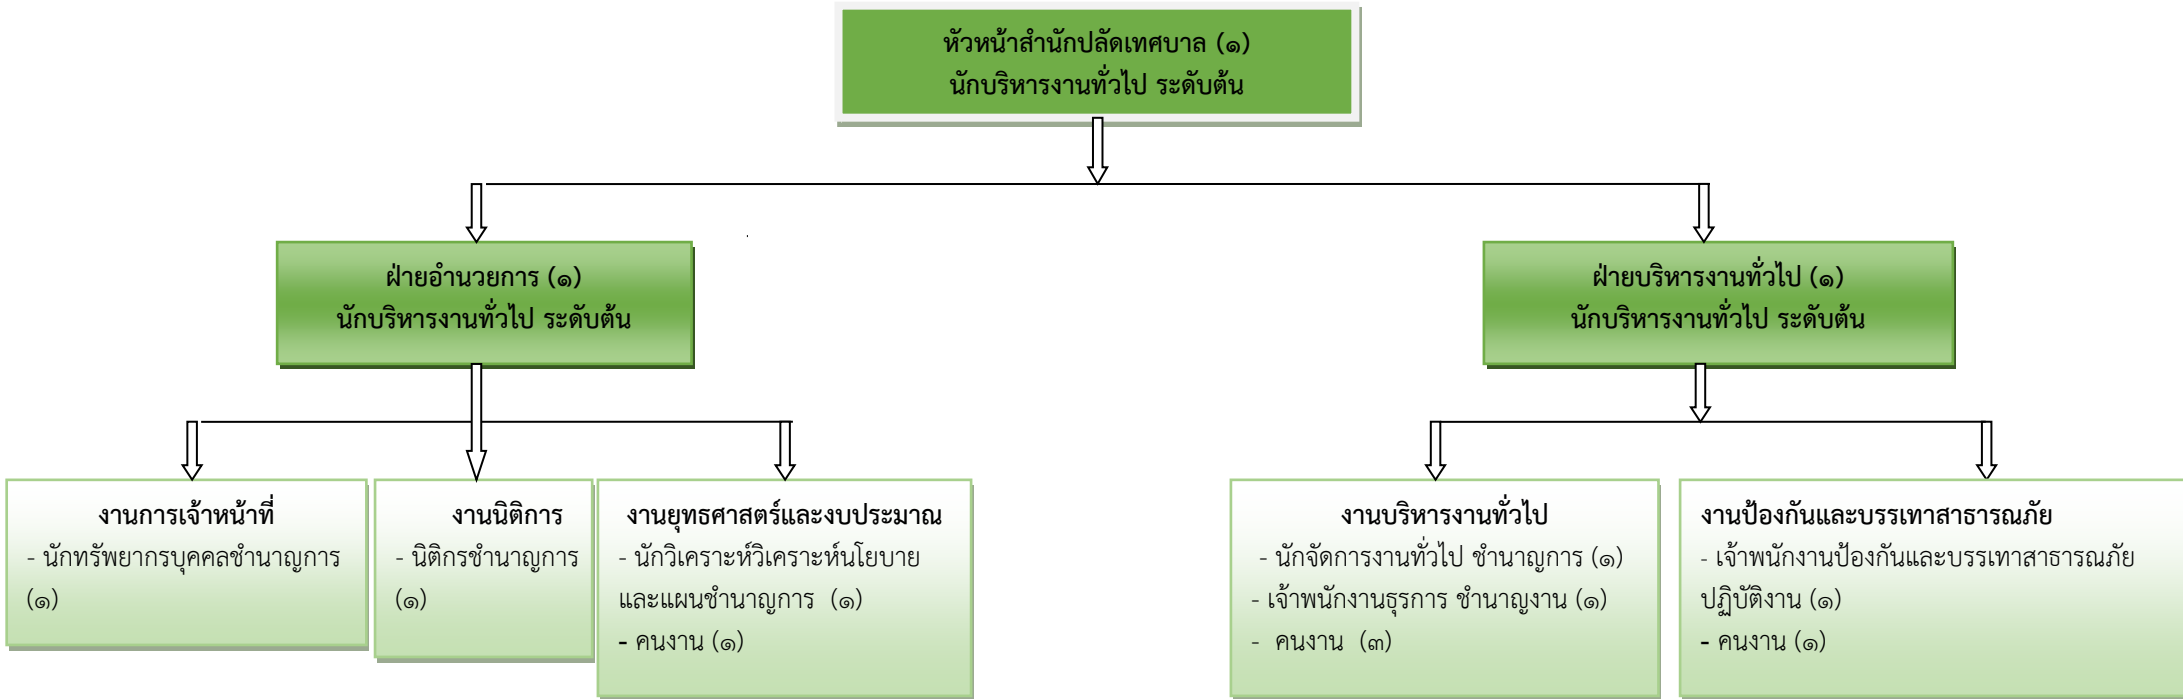 หัวหน้าสำนักปลัดเทศบาล (๑)
นักบริหารงานทั่วไป ระดับต้น
ฝ่ายอำนวยการ (๑)
นักบริหารงานทั่วไป ระดับต้น
ฝ่ายบริหารงานทั่วไป (๑)
นักบริหารงานทั่วไป ระดับต้น
งานการเจ้าหน้าที่
- นักทรัพยากรบุคคลชำนาญการ
(๑)
งานนิติการ
- นิติกรชำนาญการ
(๑)
งานยุทธศาสตร์และงบประมาณ
- นักวิเคราะห์วิเคราะห์นโยบาย
และแผนชำนาญการ (๑)
- คนงาน (๑)
งานบริหารงานทั่วไป
- นักจัดการงานทั่วไป ชำนาญการ (๑)
- เจ้าพนักงานธุรการ ชำนาญงาน (๑)
- คนงาน (๓)
งานป้องกันและบรรเทาสาธารณภัย
- เจ้าพนักงานป้องกันและบรรเทาสาธารณภัย
ปฏิบัติงาน (๑)
- คนงาน (๑)